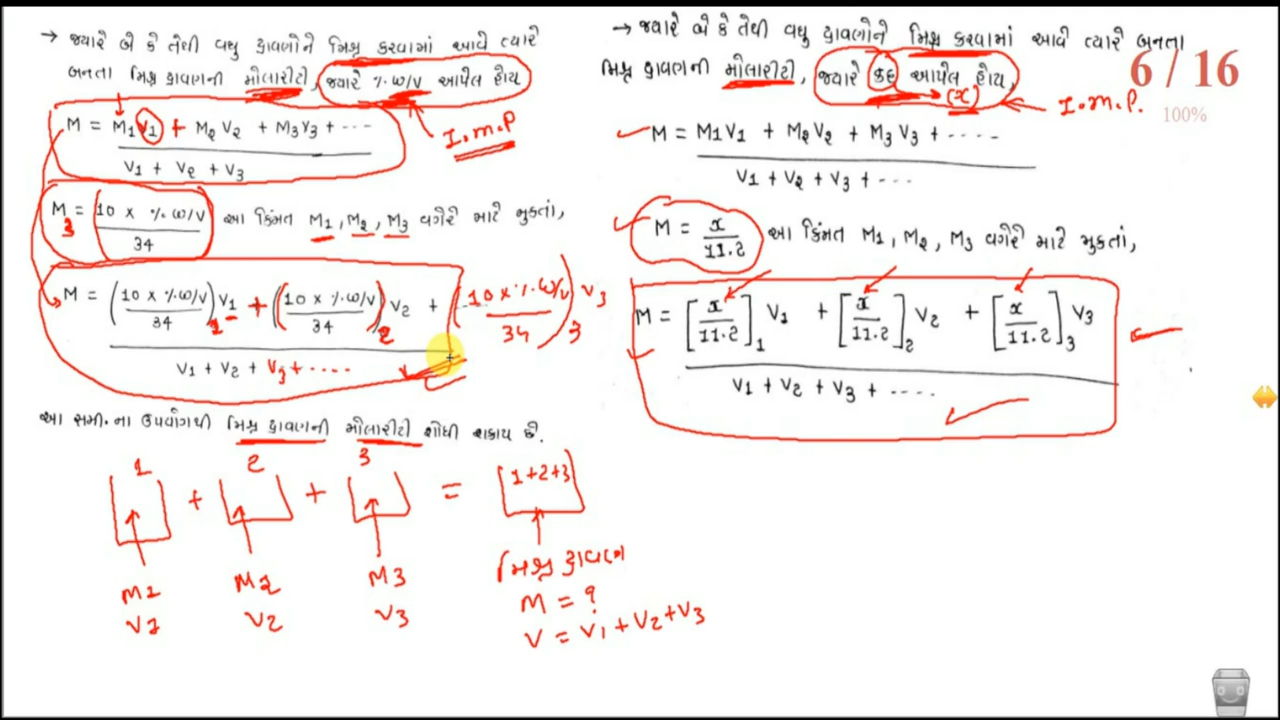 → જ્યારે બે કે તેથી વધુ દ્રાવણોને મિશ્ર કરવામાં આવે ત્યારે
બનતા મિશ્ર દ્રાવણની મોલારીટી, જ્યારે %.W/V આપેલ હોય
I.M.P
M = M1V1 + M2V2 + M3V3 + ....
V1 + V2 + V3
M3 = 10 x %.W/V
34
આ કિંમત M1, M2, M3 વગેરે માટે મુકતાં,
M = (10 x %.W/V / 34)1 V1 + (10 x %.W/V / 34)2 V2 + (10 x %.W/V / 34)3 V3
V1 + V2 + V3 + .....
આ સમી.ના ઉપયોગથી મિશ્ર દ્રાવણની મોલારીટી શોધી શકાય છે.
1 2 3
+ + = 1+2+3
M1 M2 M3
V1 V2 V3
મિશ્ર દ્રાવણ
M = ?
V = V1 + V2 + V3
→ જ્યારે બે કે તેથી વધુ દ્રાવણોને મિશ્ર કરવામાં આવે ત્યારે બનતા
મિશ્ર દ્રાવણની મોલારીટી, જ્યારે કદ આપેલ હોય,
(x) I.M.P.
6 / 16
100%
M = M1V1 + M2V2 + M3V3 + .....
V1 + V2 + V3 + ...
M = x
11.2
આ કિંમત M1, M2, M3 વગેરે માટે મુકતાં,
M = [x / 11.2]1 V1 + [x / 11.2]2 V2 + [x / 11.2]3 V3
V1 + V2 + V3 + ....